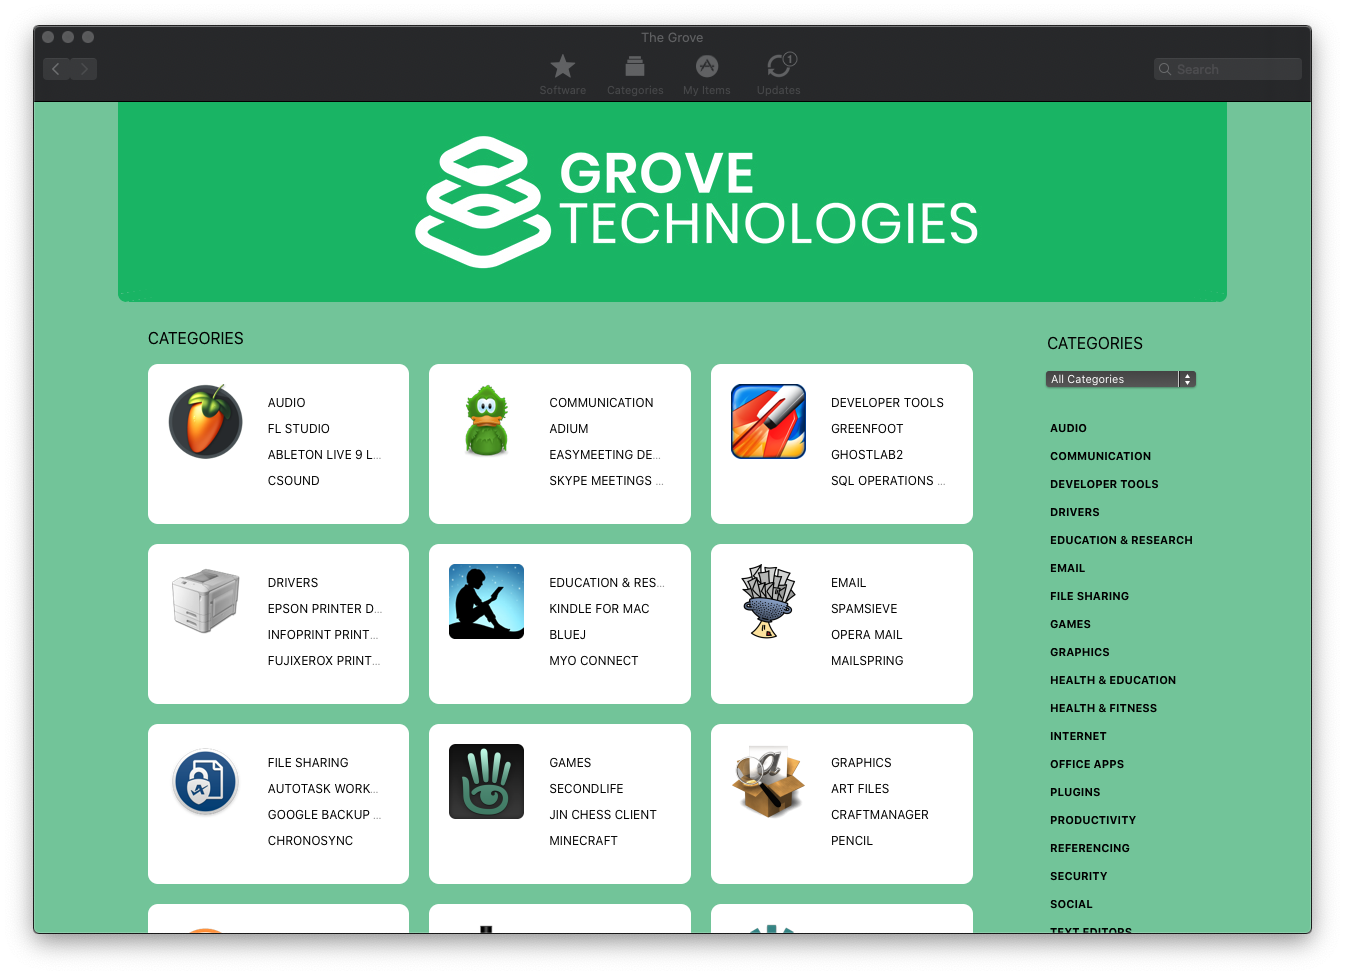 The Grove
Software
Categories
My Items
1
Updates
Search
GROVE
TECHNOLOGIES
CATEGORIES
AUDIO
FL STUDIO
ABLETON LIVE 9 L...
CSOUND
COMMUNICATION
ADIUM
EASYMEETING DE...
SKYPE MEETINGS ...
DEVELOPER TOOLS
GREENFOOT
GHOSTLAB2
SQL OPERATIONS ...
DRIVERS
EPSON PRINTER D...
INFOPRINT PRINT...
FUJIXEROX PRINT...
EDUCATION & RES...
KINDLE FOR MAC
BLUEJ
MYO CONNECT
EMAIL
SPAMSIEVE
OPERA MAIL
MAILSPRING
FILE SHARING
AUTOTASK WORK...
GOOGLE BACKUP ...
CHRONOSYNC
GAMES
SECONDLIFE
JIN CHESS CLIENT
MINECRAFT
a
GRAPHICS
ART FILES
CRAFTMANAGER
PENCIL
CATEGORIES
All Categories
AUDIO
COMMUNICATION
DEVELOPER TOOLS
DRIVERS
EDUCATION & RESEARCH
EMAIL
FILE SHARING
GAMES
GRAPHICS
HEALTH & EDUCATION
HEALTH & FITNESS
INTERNET
OFFICE APPS
PLUGINS
PRODUCTIVITY
REFERENCING
SECURITY
SOCIAL
TEXT EDITORS